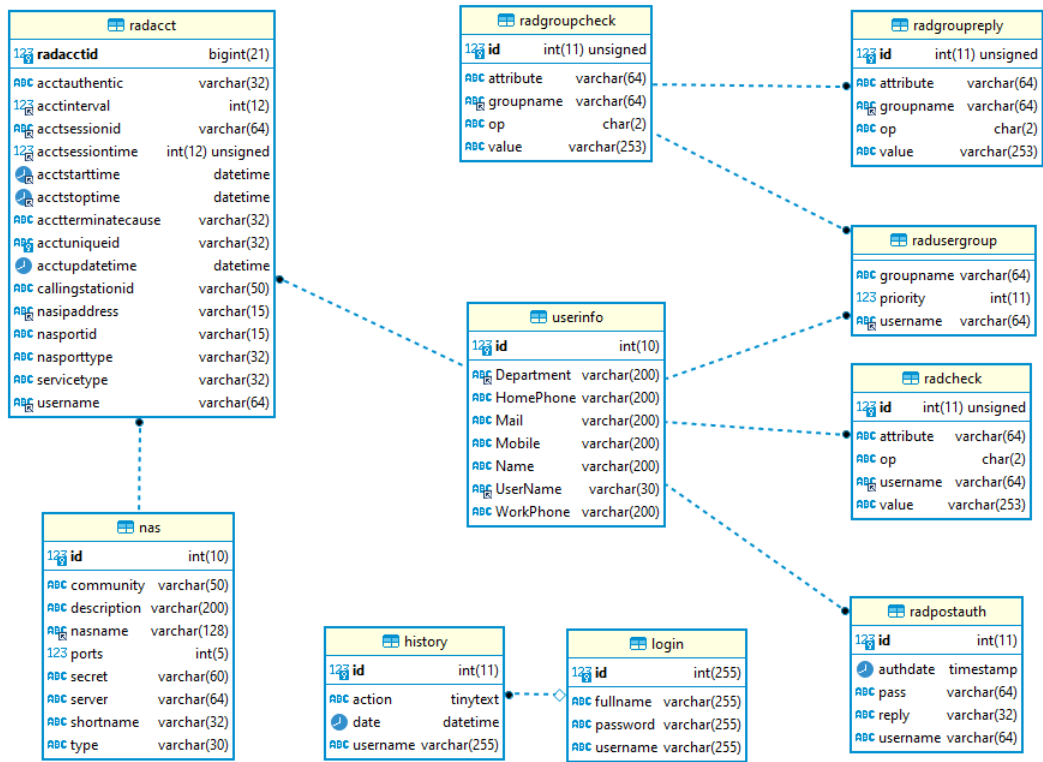 radacct
radacctid bigint(21)
acctauthentic varchar(32)
acctinterval int(12)
acctsessionid varchar(64)
acctsessiontime int(12) unsigned
acctstarttime datetime
acctstoptime datetime
acctterminatecause varchar(32)
acctuniqueid varchar(32)
acctupdatetime datetime
callingstationid varchar(50)
nasipaddress varchar(15)
nasportid varchar(15)
nasporttype varchar(32)
servicetype varchar(32)
username varchar(64)
radgroupcheck
id int(11) unsigned
attribute varchar(64)
groupname varchar(64)
op char(2)
value varchar(253)
radgroupreply
id int(11) unsigned
attribute varchar(64)
groupname varchar(64)
op char(2)
value varchar(253)
radusergroup
groupname varchar(64)
priority int(11)
username varchar(64)
userinfo
id int(10)
Department varchar(200)
HomePhone varchar(200)
Mail varchar(200)
Mobile varchar(200)
Name varchar(200)
UserName varchar(30)
WorkPhone varchar(200)
radcheck
id int(11) unsigned
attribute varchar(64)
op char(2)
username varchar(64)
value varchar(253)
nas
id int(10)
community varchar(50)
description varchar(200)
nasname varchar(128)
ports int(5)
secret varchar(60)
server varchar(64)
shortname varchar(32)
type varchar(30)
history
id int(11)
action tinytext
date datetime
username varchar(255)
login
id int(255)
fullname varchar(255)
password varchar(255)
username varchar(255)
radpostauth
id int(11)
authdate timestamp
pass varchar(64)
reply varchar(32)
username varchar(64)